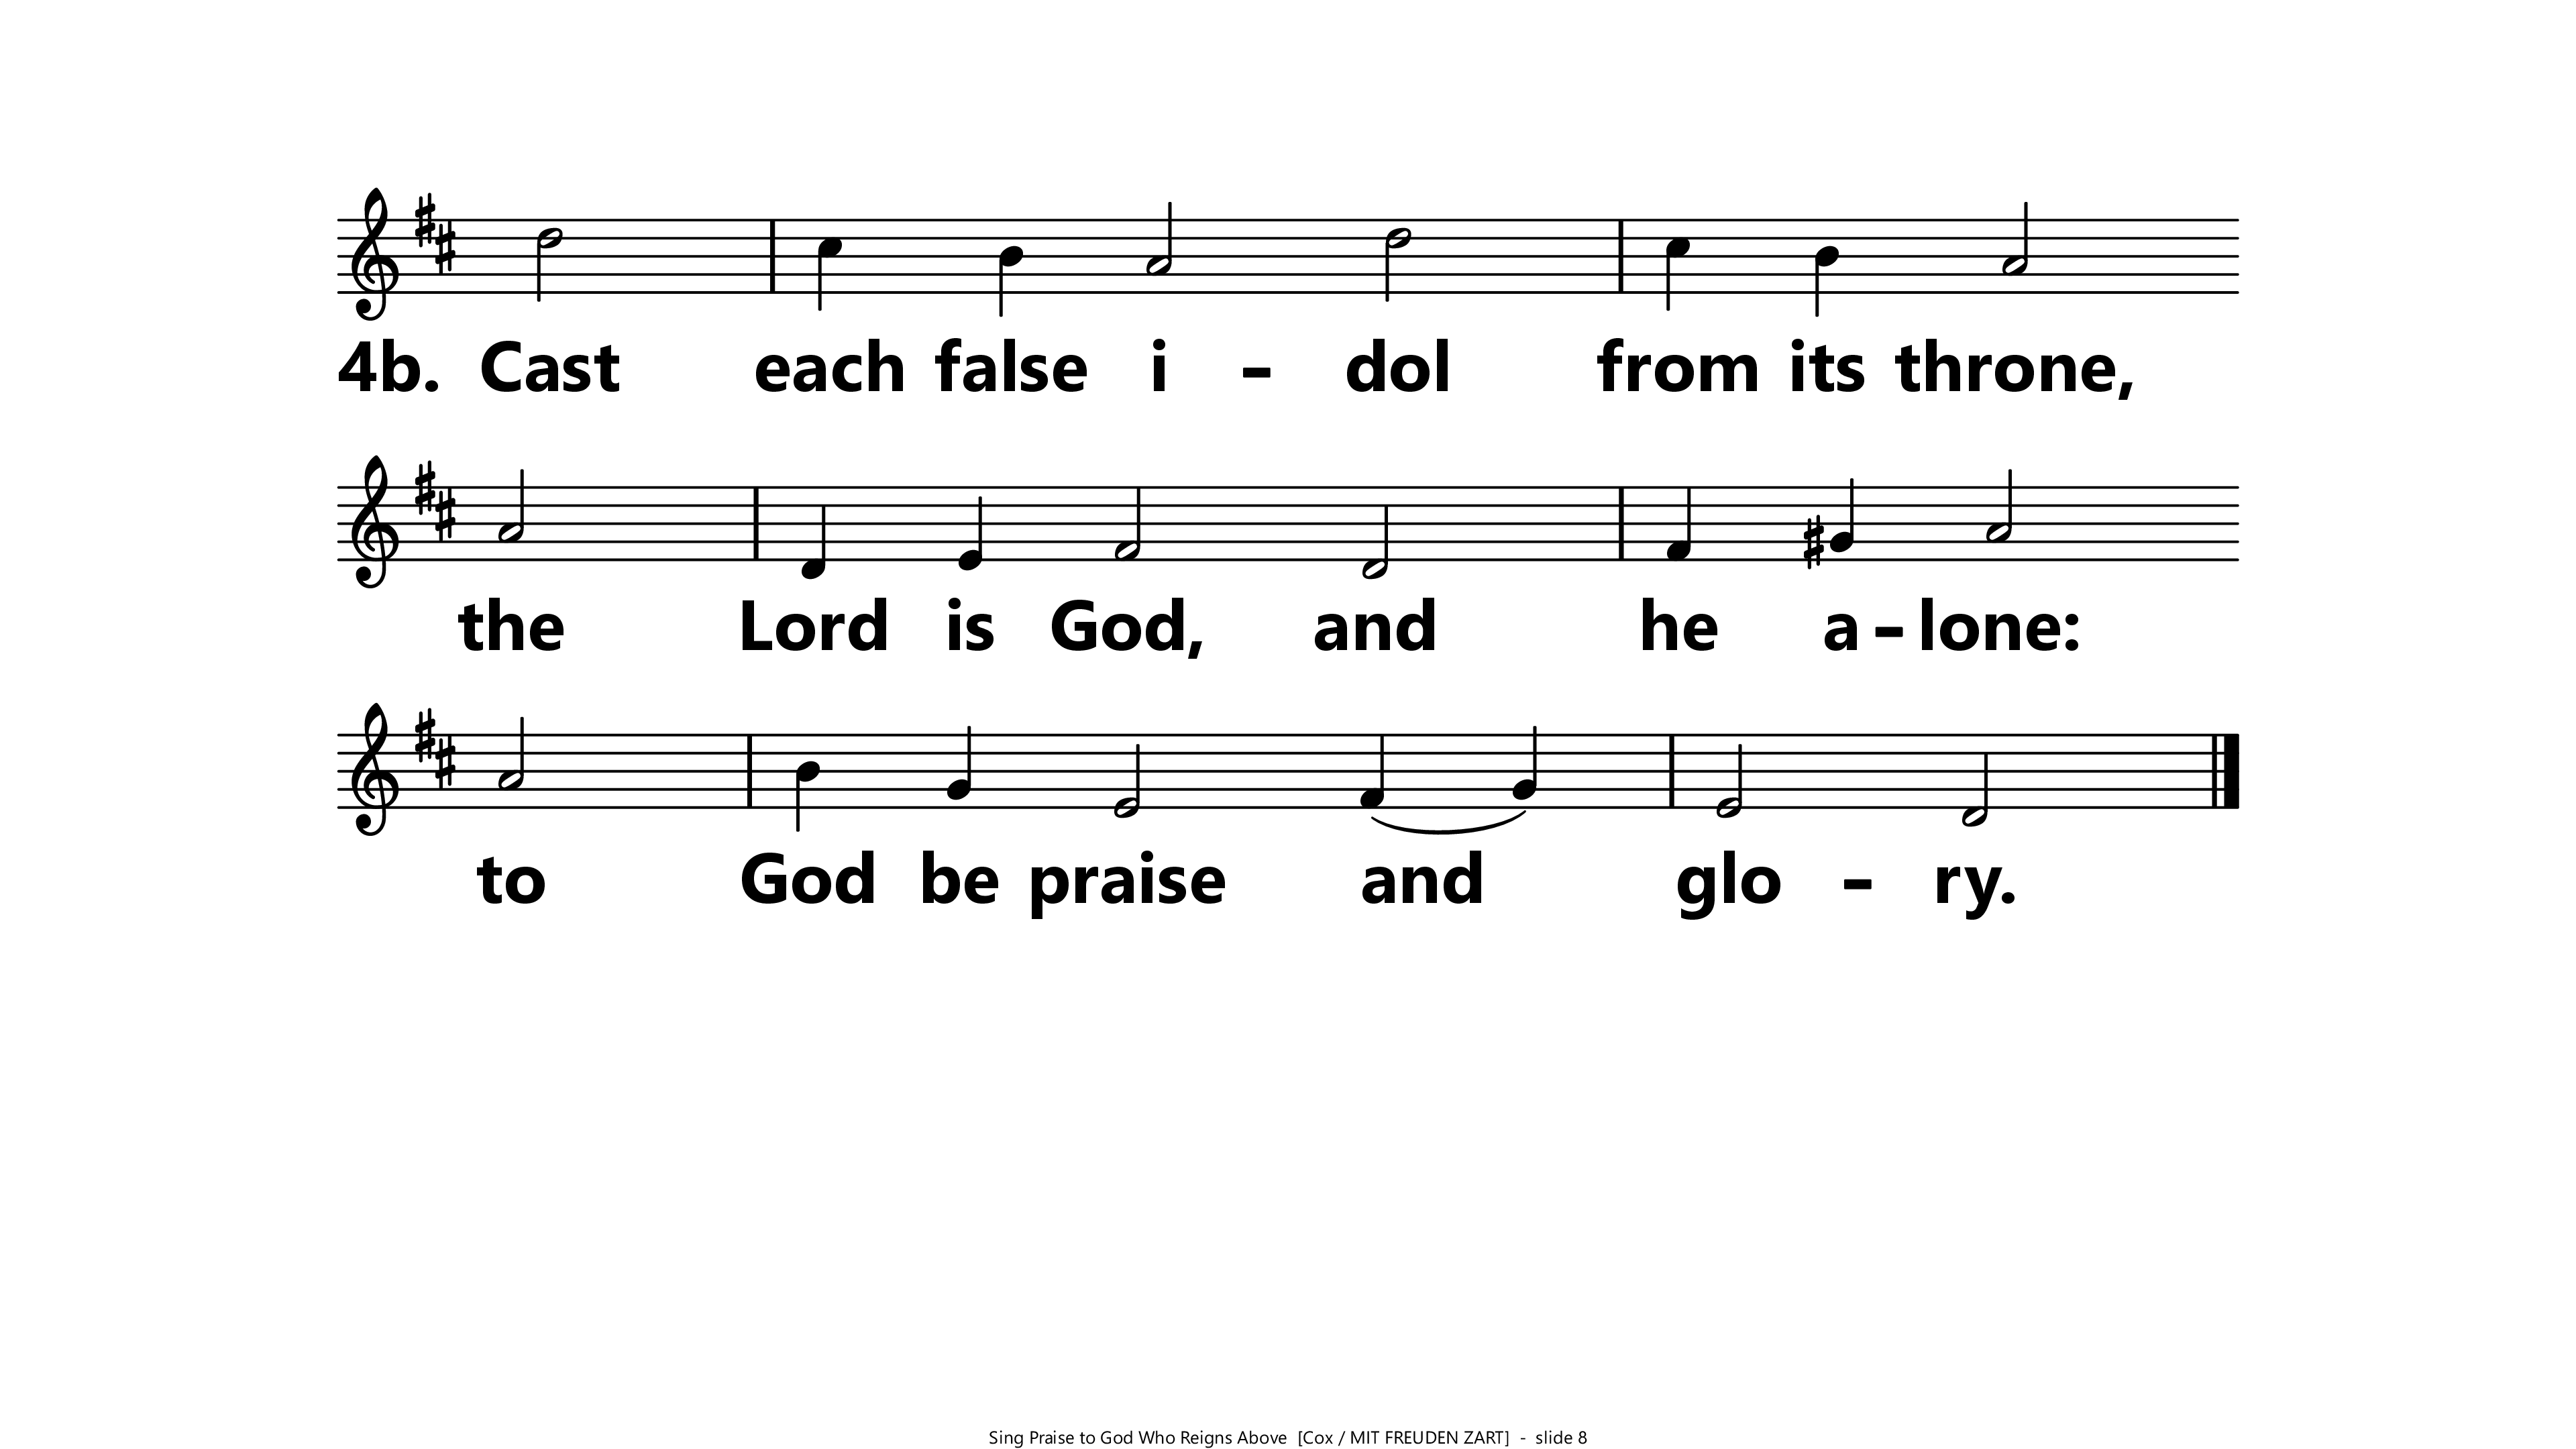 4b. Cast each false i - dol from its throne,
the Lord is God, and he a - lone:
to God be praise and glo - ry.
Sing Praise to God Who Reigns Above [Cox / MIT FREUDEN ZART] - slide 8